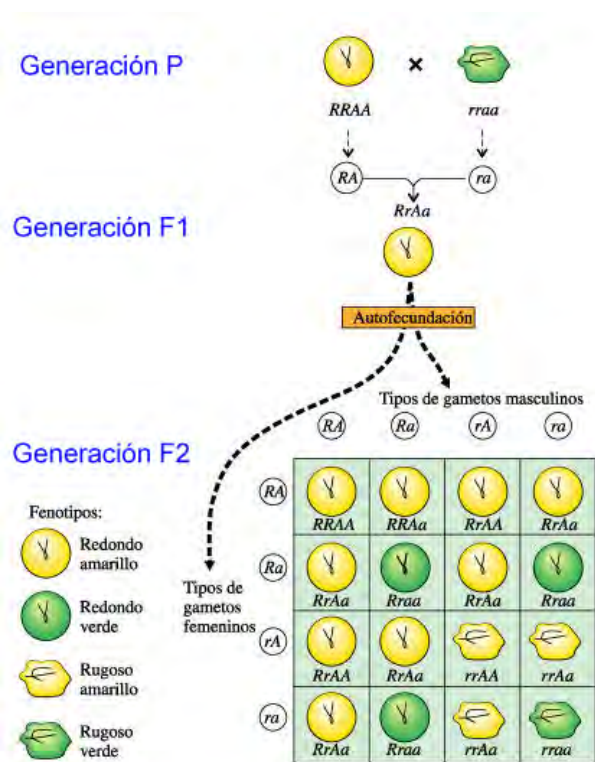 Generación P
×
RRAA
rraa
RA
ra
RrAa
Generación F1
Autofecundación
Tipos de gametos masculinos
RA Ra rA ra
Generación F2
Fenotipos:
Redondo
amarillo
Redondo
verde
Rugoso
amarillo
Rugoso
verde
Tipos de
gametos
femeninos
RA
RRAA RRAa RrAA RrAa
Ra
RrAa Rraa RrAa Rraa
rA
RrAA RrAa rrAA rrAa
ra
RrAa Rraa rrAa rraa